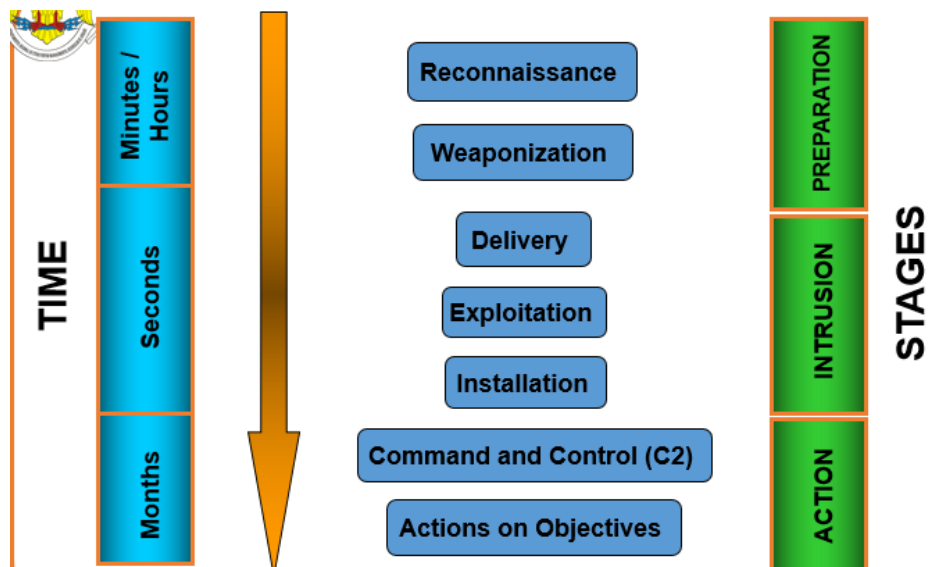 TIME
Minutes /
Hours
Seconds
Months
Reconnaissance
Weaponization
Delivery
Exploitation
Installation
Command and Control (C2)
Actions on Objectives
PREPARATION
INTRUSION
ACTION
STAGES